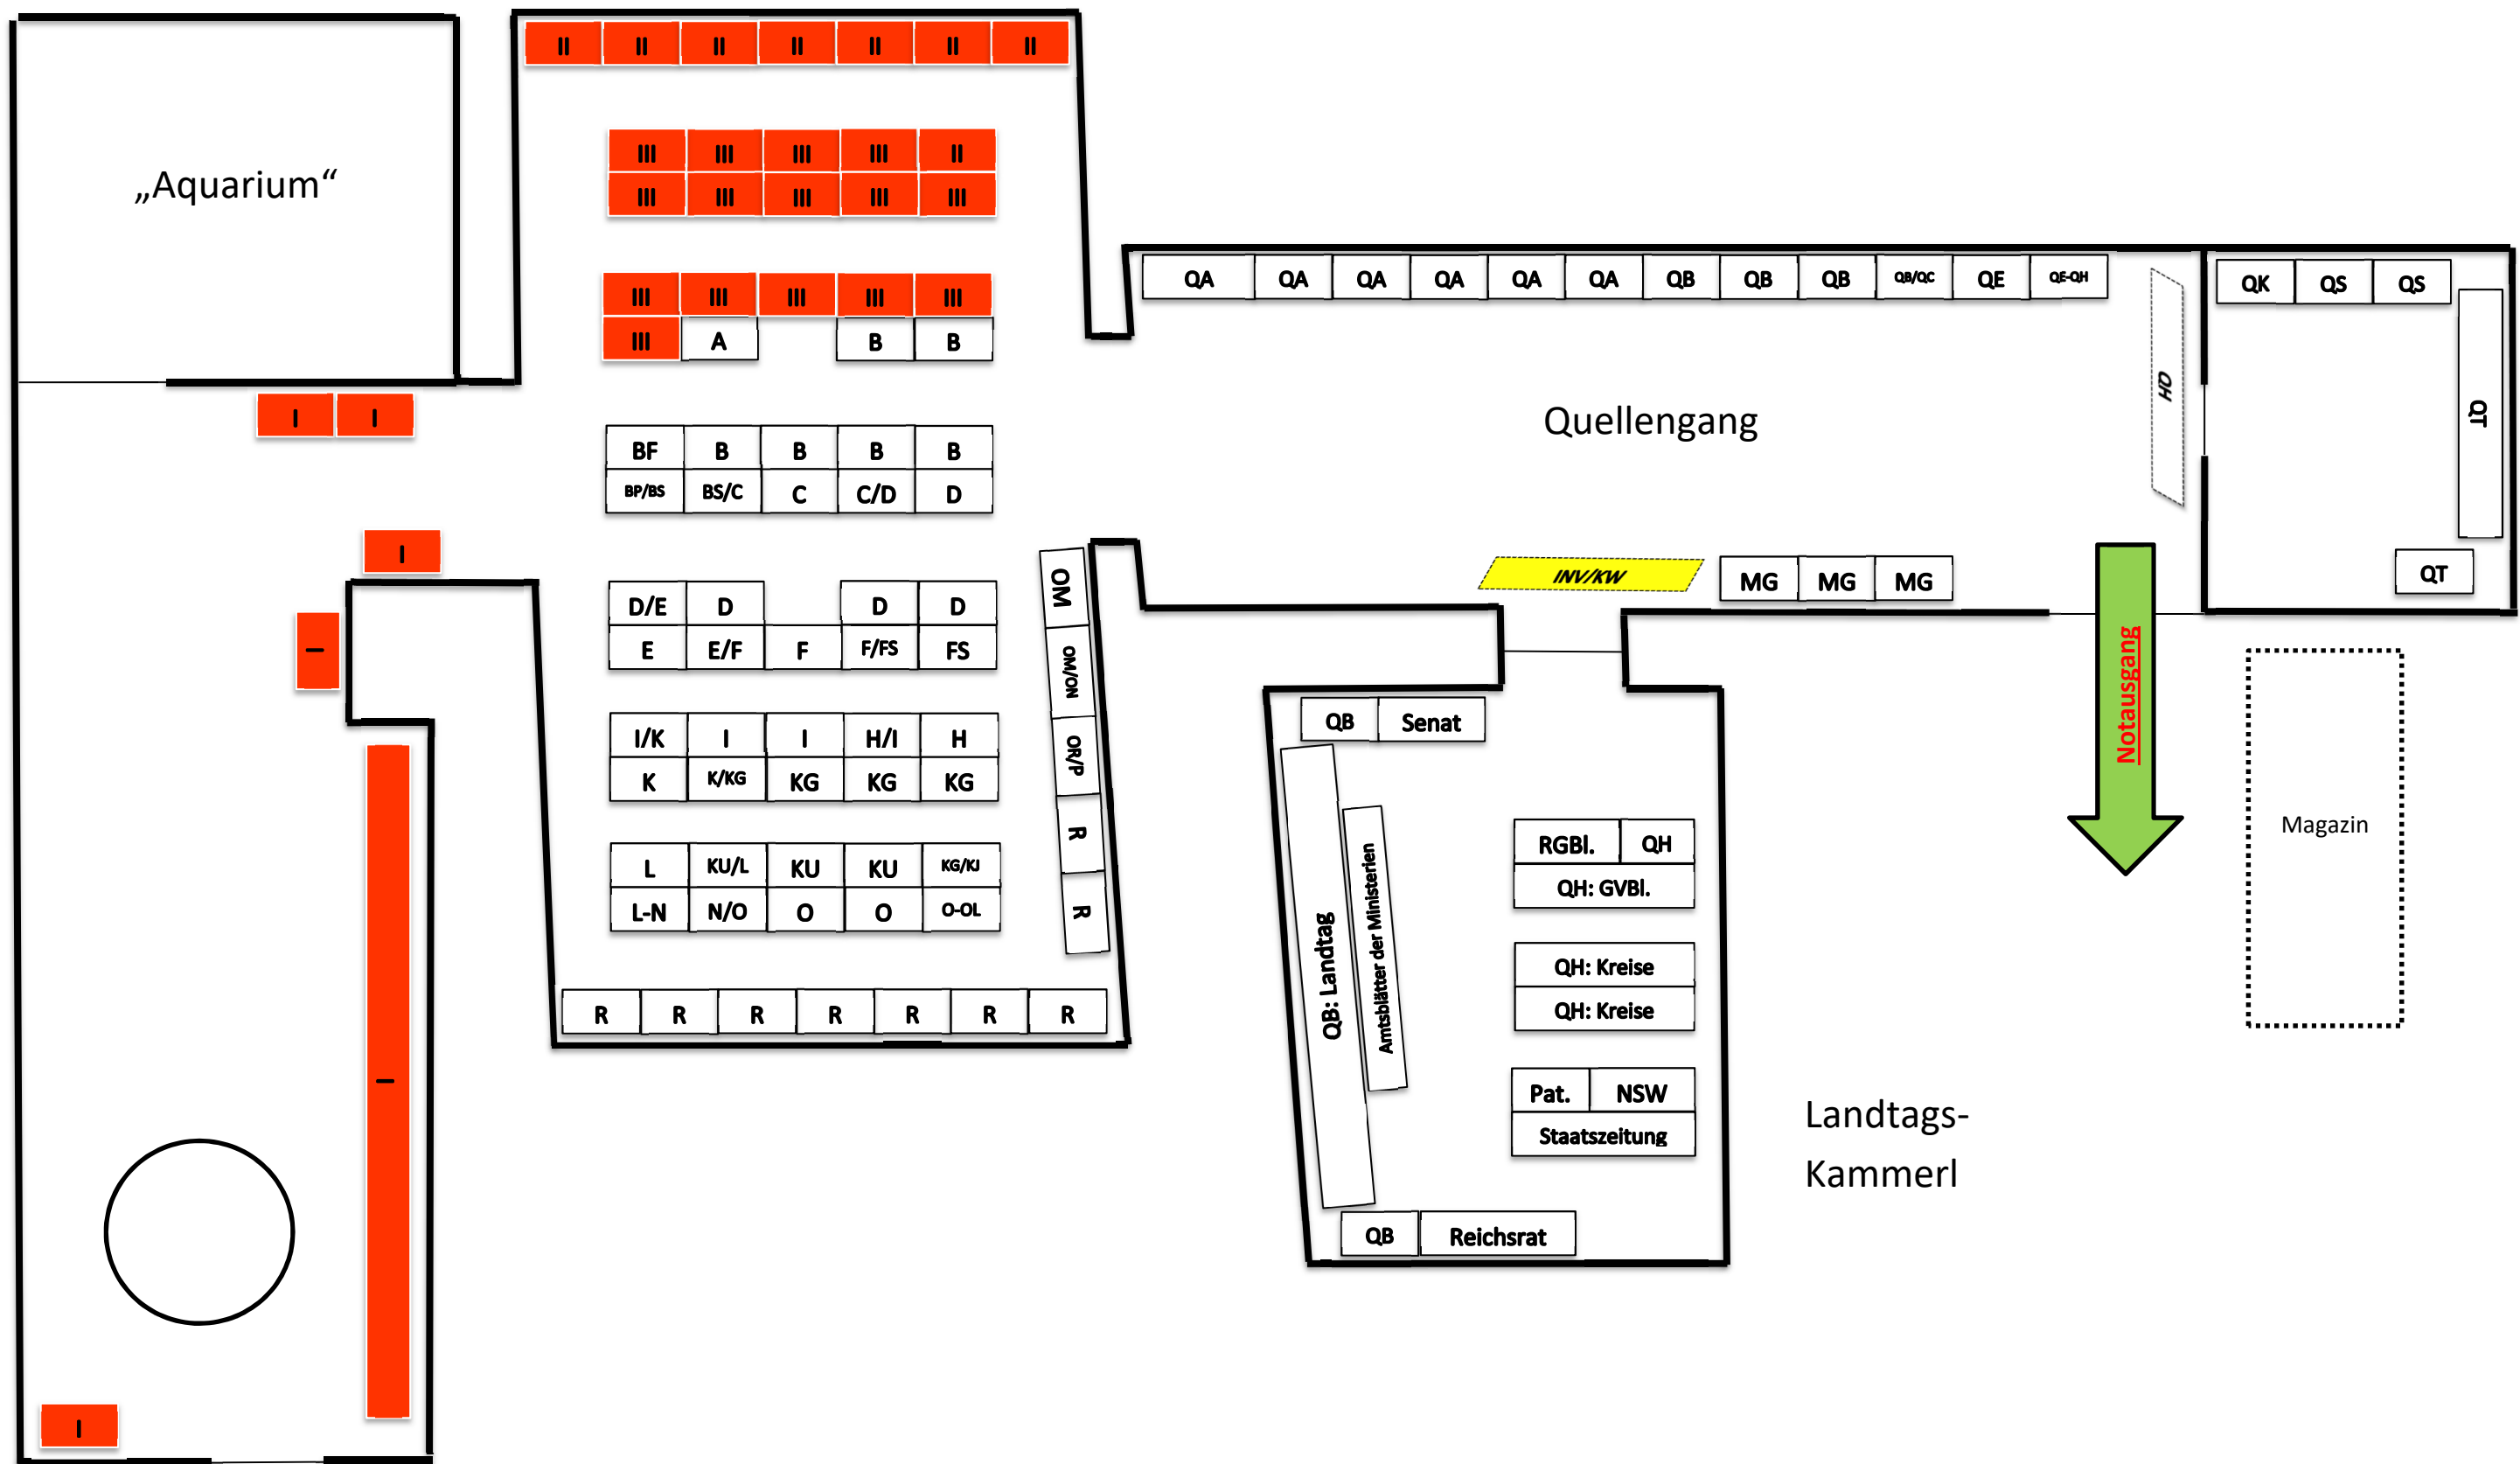 „Aquarium“
II II II II II II II
III III III III II
III III III III III
III III III III III
III A B B
I I
BF B B B B
BP/BS BS/C C C/D D
I
I
D/E D D D
E E/F F F/FS FS
I/K I I H/I H
K K/KG KG KG KG
L KU/L KU KU KG/KJ
L-N N/O O O O-OL
OM
OM/ON
OR/P
R
R
R R R R R R R
I
I
QA QA QA QA QA QA QB QB QB QB/QC QE QE-QH
QH
QK QS QS
QT
QT
Quellengang
INV/KW
MG MG MG
Notausgang
Magazin
QB Senat
QB: Landtag
Amtsblätter der Ministerien
RGBl. QH
QH: GVBl.
QH: Kreise
QH: Kreise
Pat. NSW
Staatszeitung
QB Reichsrat
Landtags-
Kammerl